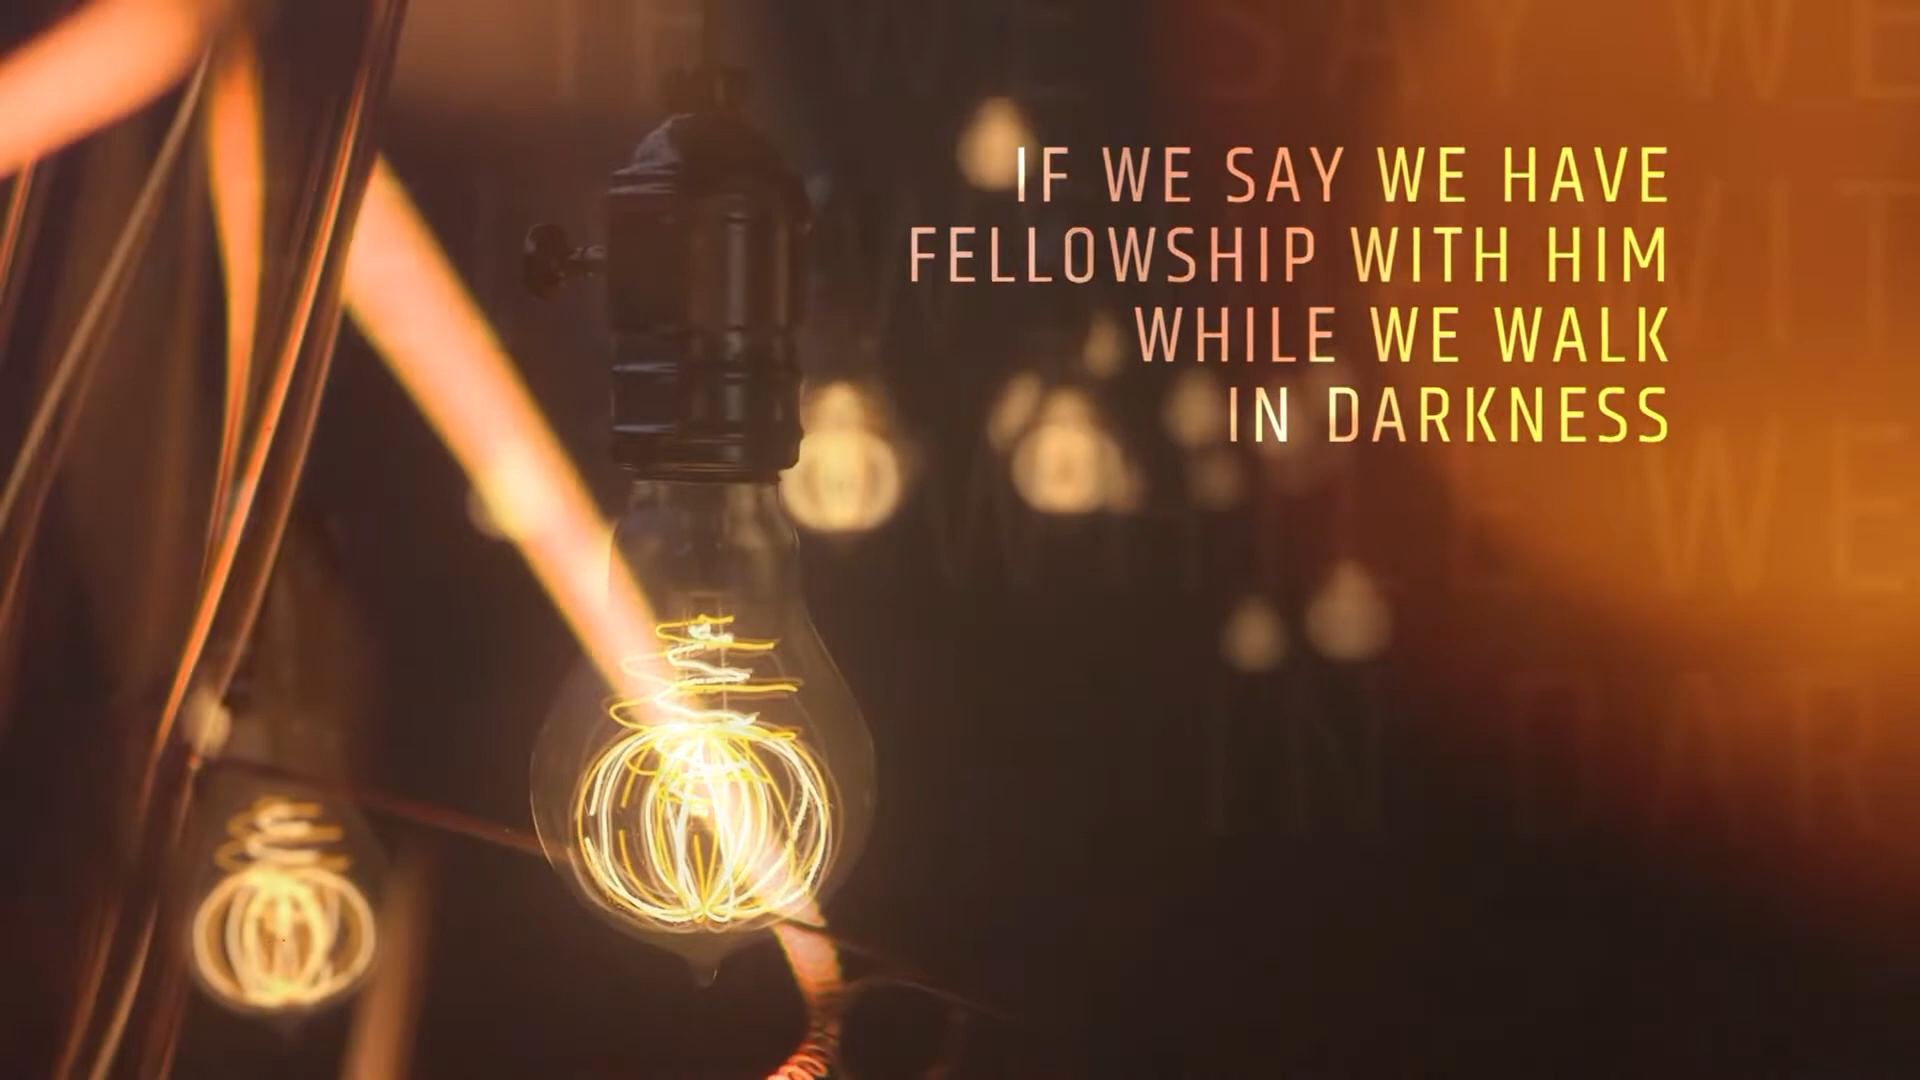 IF WE SAY WE HAVE
FELLOWSHIP WITH HIM
WHILE WE WALK
IN DARKNESS